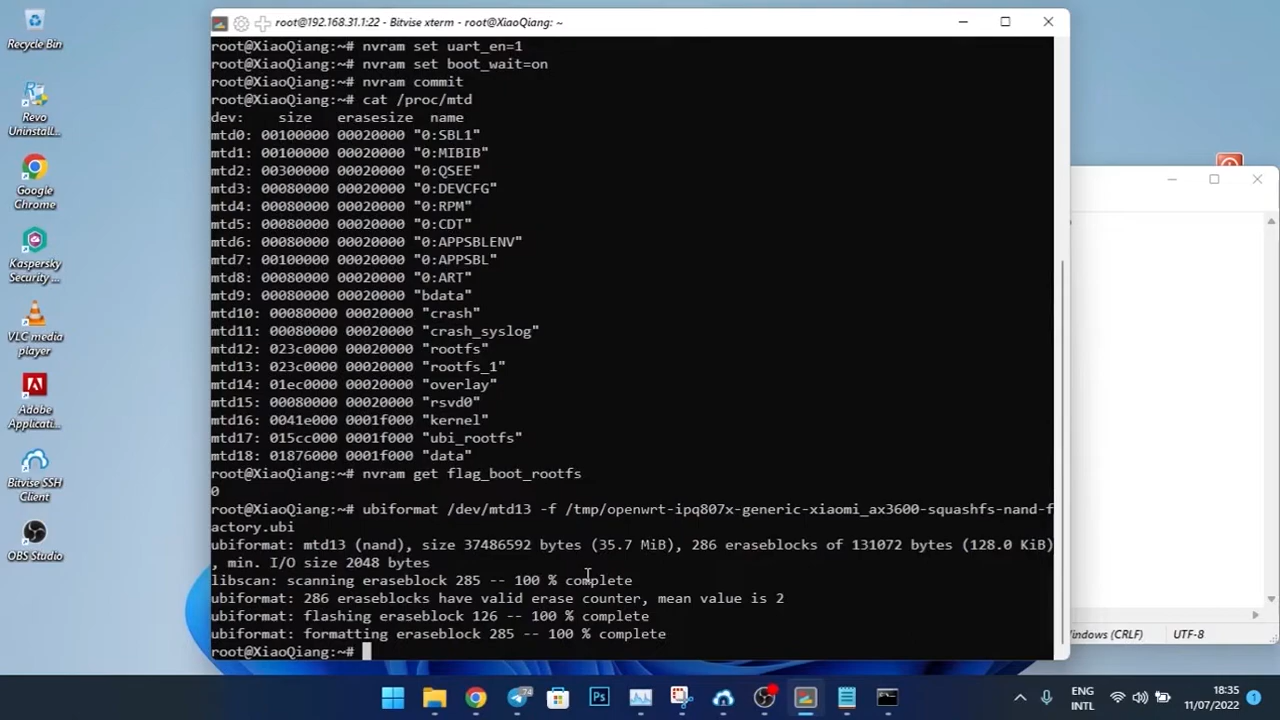 root@192.168.31.1:22 - Bitvise xterm - root@XiaoQiang: ~
root@XiaoQiang:~# nvram set uart_en=1
root@XiaoQiang:~# nvram set boot_wait=on
root@XiaoQiang:~# nvram commit
root@XiaoQiang:~# cat /proc/mtd
dev:    size   erasesize  name
mtd0: 00100000 00020000 "0:SBL1"
mtd1: 00100000 00020000 "0:MIBIB"
mtd2: 00300000 00020000 "0:QSEE"
mtd3: 00080000 00020000 "0:DEVCFG"
mtd4: 00080000 00020000 "0:RPM"
mtd5: 00080000 00020000 "0:CDT"
mtd6: 00080000 00020000 "0:APPSBLENV"
mtd7: 00100000 00020000 "0:APPSBL"
mtd8: 00080000 00020000 "0:ART"
mtd9: 00080000 00020000 "bdata"
mtd10: 00080000 00020000 "crash"
mtd11: 00080000 00020000 "crash_syslog"
mtd12: 023c0000 00020000 "rootfs"
mtd13: 023c0000 00020000 "rootfs_1"
mtd14: 01ec0000 00020000 "overlay"
mtd15: 00080000 00020000 "rsvd0"
mtd16: 0041e000 0001f000 "kernel"
mtd17: 015cc000 0001f000 "ubi_rootfs"
mtd18: 01876000 0001f000 "data"
root@XiaoQiang:~# nvram get flag_boot_rootfs
0
root@XiaoQiang:~# ubiformat /dev/mtd13 -f /tmp/openwrt-ipq807x-generic-xiaomi_ax3600-squashfs-nand-f
actory.ubi
ubiformat: mtd13 (nand), size 37486592 bytes (35.7 MiB), 286 eraseblocks of 131072 bytes (128.0 KiB)
, min. I/O size 2048 bytes
libscan: scanning eraseblock 285 -- 100 % complete
ubiformat: 286 eraseblocks have valid erase counter, mean value is 2
ubiformat: flashing eraseblock 126 -- 100 % complete
ubiformat: formatting eraseblock 285 -- 100 % complete
root@XiaoQiang:~#
Recycle Bin
Revo
Uninstall...
Google
Chrome
Kaspersky
Security ...
VLC media
player
Adobe
Applicati...
Bitvise SSH
Client
OBS Studio
Windows (CRLF)
UTF-8
74
Ps
ENG
INTL
18:35
11/07/2022
1